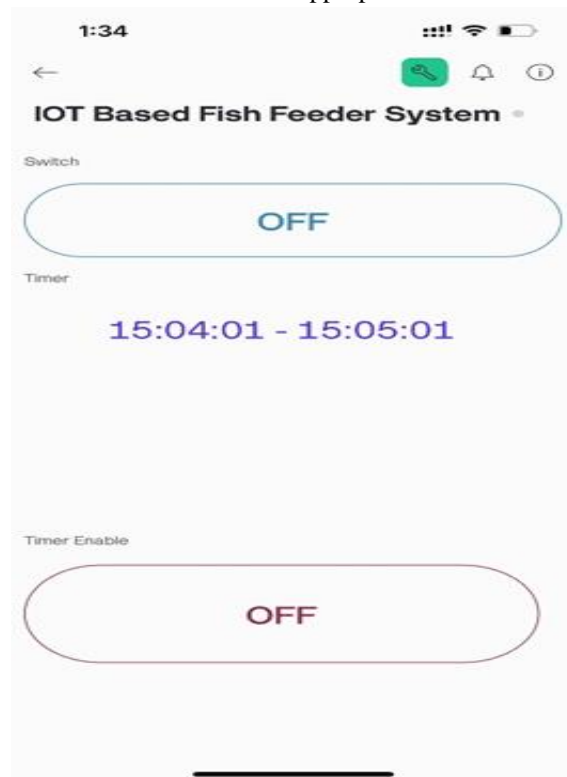 1:34
IOT Based Fish Feeder System
Switch
OFF
Timer
15:04:01 - 15:05:01
Timer Enable
OFF